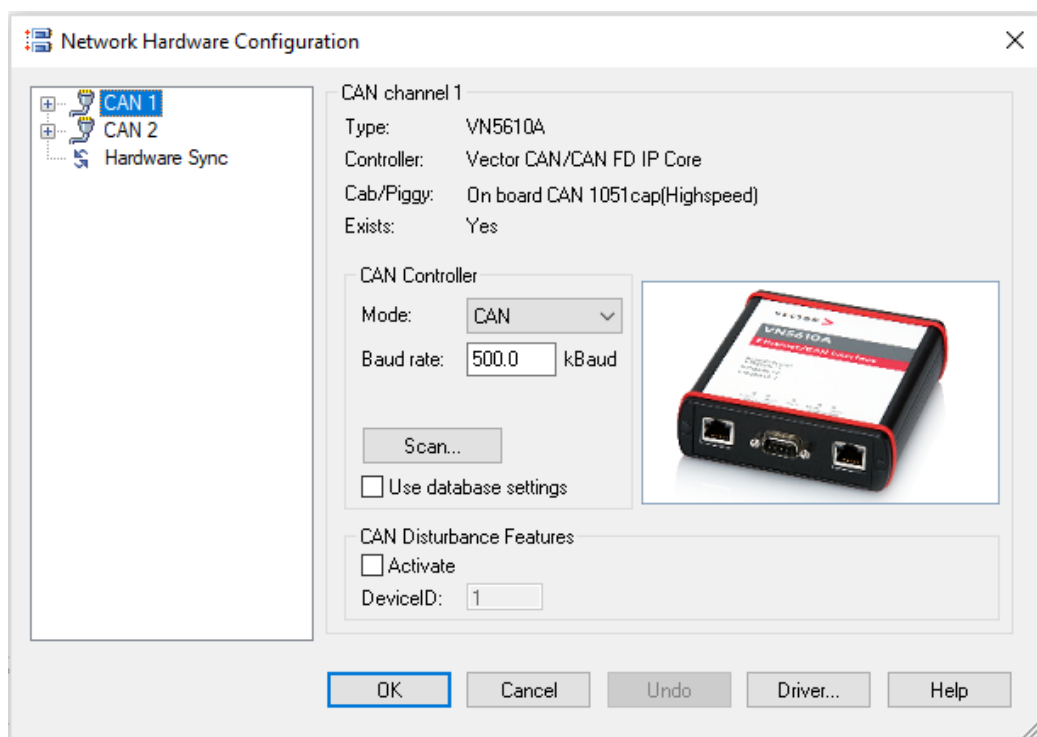 Network Hardware Configuration
CAN 1
CAN 2
Hardware Sync
CAN channel 1
Type: VN5610A
Controller: Vector CAN/CAN FD IP Core
Cab/Piggy: On board CAN 1051cap(Highspeed)
Exists: Yes
CAN Controller
Mode: CAN
Baud rate: 500.0 kBaud
Scan...
Use database settings
VECTOR
VN5610A
Ethernet/CAN Interface
CAN Disturbance Features
Activate
DeviceID: 1
OK Cancel Undo Driver... Help